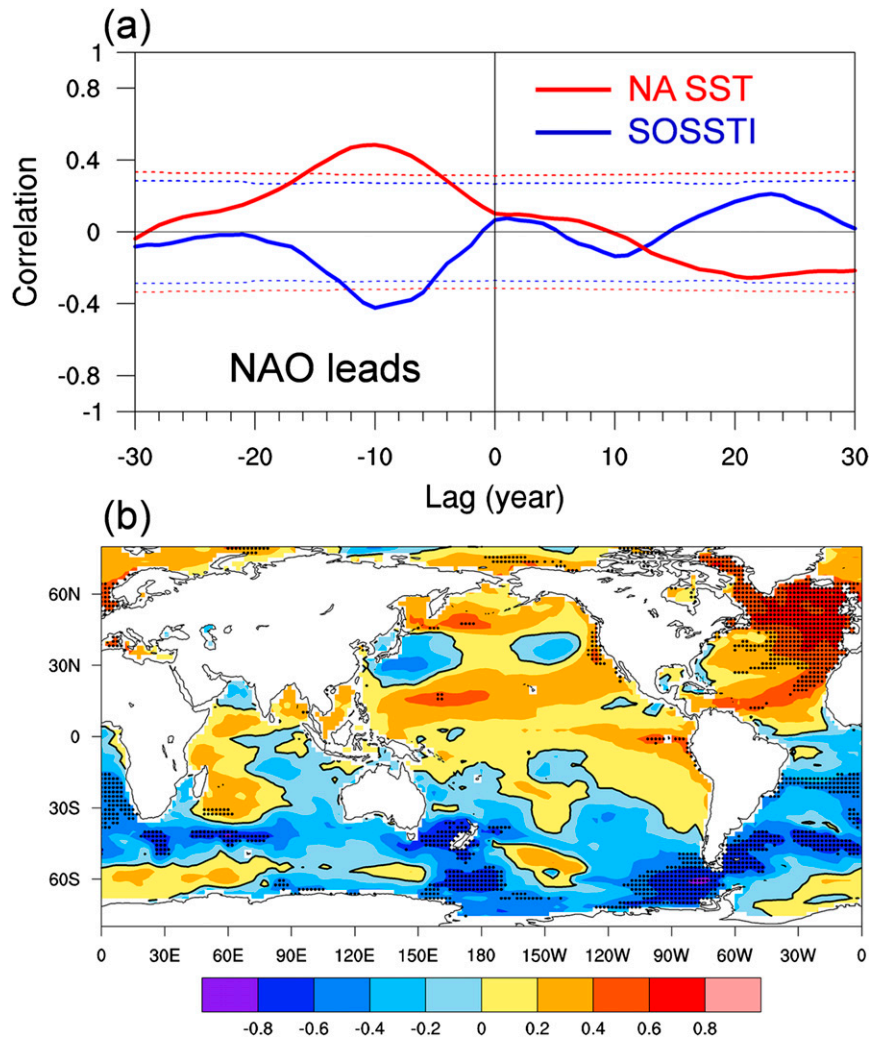 (a)
1
0.8
0.4
0
-0.4
-0.8
-1
Correlation
NA SST
SOSSTI
NAO leads
-30 -20 -10 0 10 20 30
Lag (year)
(b)
60N
30N
0
30S
60S
0 30E 60E 90E 120E 150E 180 150W 120W 90W 60W 30W 0
-0.8 -0.6 -0.4 -0.2 0 0.2 0.4 0.6 0.8